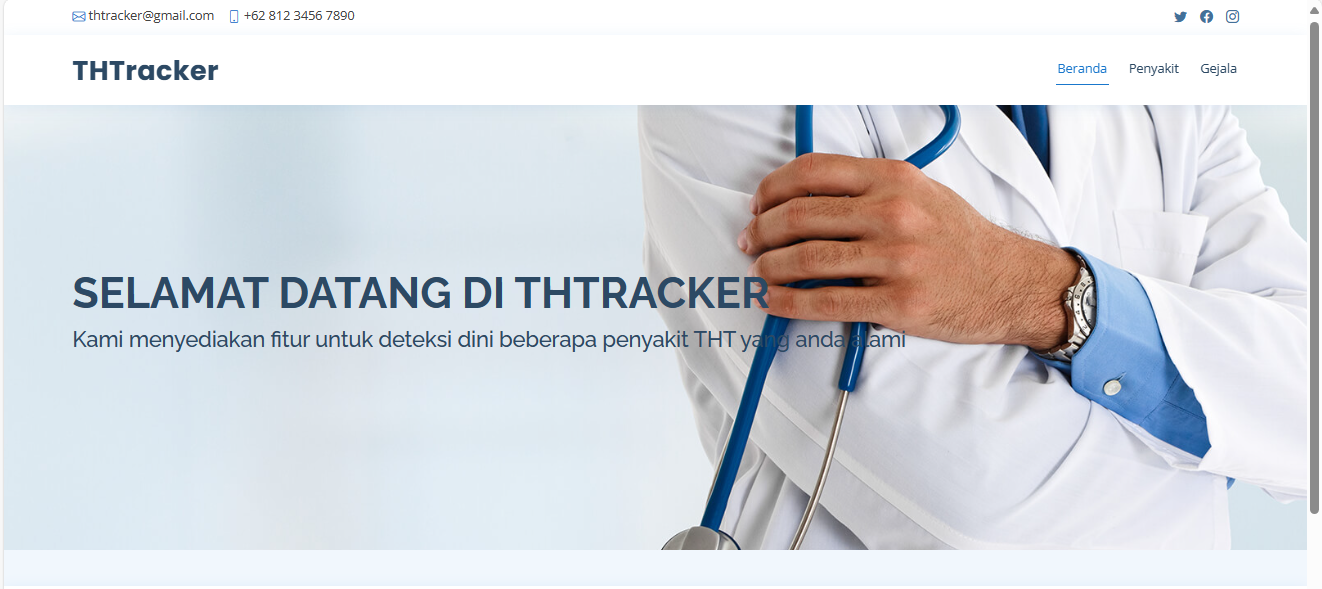 thtracker@gmail.com +62 812 3456 7890
THTracker
Beranda Penyakit Gejala
SELAMAT DATANG DI THTRACKER
Kami menyediakan fitur untuk deteksi dini beberapa penyakit THT yang anda alami